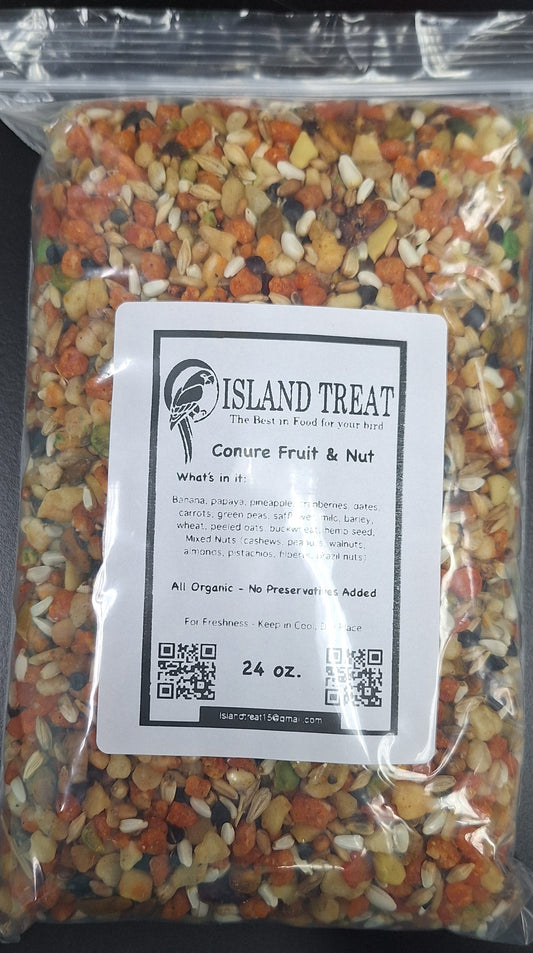 ISLAND TREAT
The Best in Food for your bird
Conure Fruit & Nut
What's in it:
Banana, papaya, pineapple, cranberries, dates,
carrots, green peas, safflower, milo, barley,
wheat, peeled oats, buckwheat, hemp seed,
Mixed Nuts (cashews, peanuts, walnuts,
almonds, pistachios, filberts, brazil nuts)
All Organic - No Preservatives Added
For Freshness - Keep in Cool, Dry Place
24 oz.
islandtreat15@gmail.com